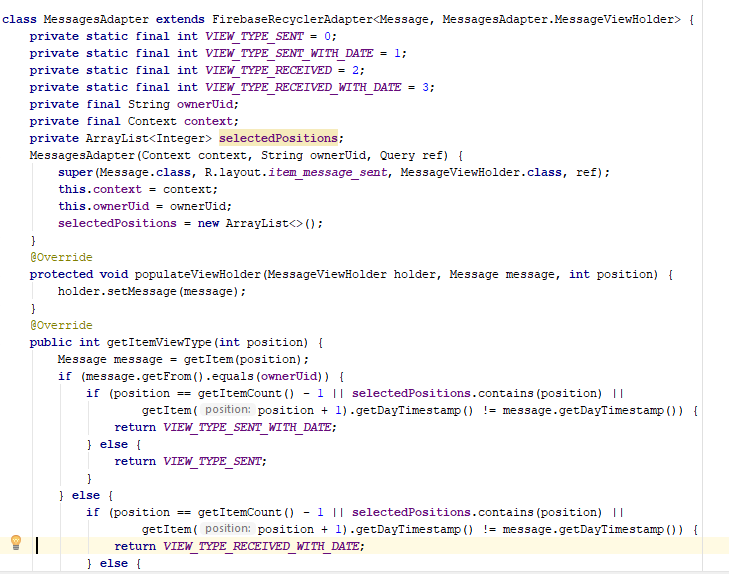 class MessagesAdapter extends FirebaseRecyclerAdapter<Message, MessagesAdapter.MessageViewHolder> {
    private static final int VIEW_TYPE_SENT = 0;
    private static final int VIEW_TYPE_SENT_WITH_DATE = 1;
    private static final int VIEW_TYPE_RECEIVED = 2;
    private static final int VIEW_TYPE_RECEIVED_WITH_DATE = 3;
    private final String ownerUid;
    private final Context context;
    private ArrayList<Integer> selectedPositions;
    MessagesAdapter(Context context, String ownerUid, Query ref) {
        super(Message.class, R.layout.item_message_sent, MessageViewHolder.class, ref);
        this.context = context;
        this.ownerUid = ownerUid;
        selectedPositions = new ArrayList<>();
    }
    @Override
    protected void populateViewHolder(MessageViewHolder holder, Message message, int position) {
        holder.setMessage(message);
    }
    @Override
    public int getItemViewType(int position) {
        Message message = getItem(position);
        if (message.getFrom().equals(ownerUid)) {
            if (position == getItemCount() - 1 || selectedPositions.contains(position) ||
                    getItem( position: position + 1).getDayTimestamp() != message.getDayTimestamp()) {
                return VIEW_TYPE_SENT_WITH_DATE;
            } else {
                return VIEW_TYPE_SENT;
            }
        } else {
            if (position == getItemCount() - 1 || selectedPositions.contains(position) ||
                    getItem( position: position + 1).getDayTimestamp() != message.getDayTimestamp()) {
                return VIEW_TYPE_RECEIVED_WITH_DATE;
            } else {